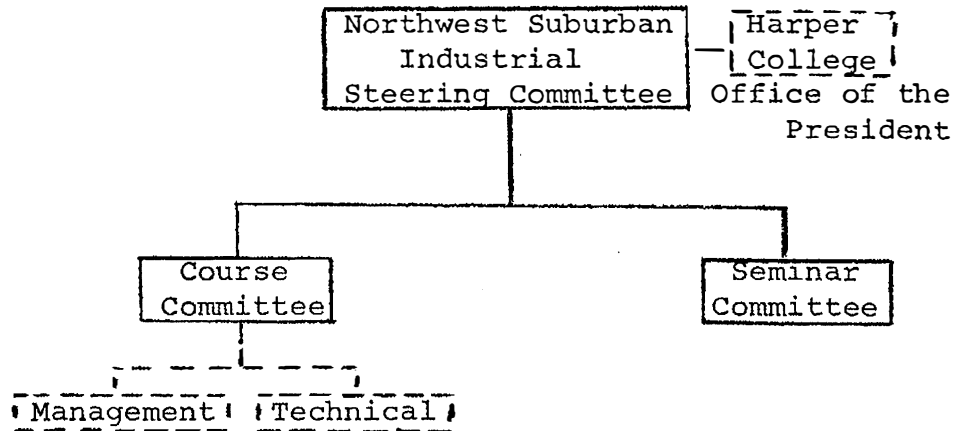 Northwest Suburban
Industrial
Steering Committee
Harper
College
Office of the
President
Course
Committee
Seminar
Committee
Management
Technical